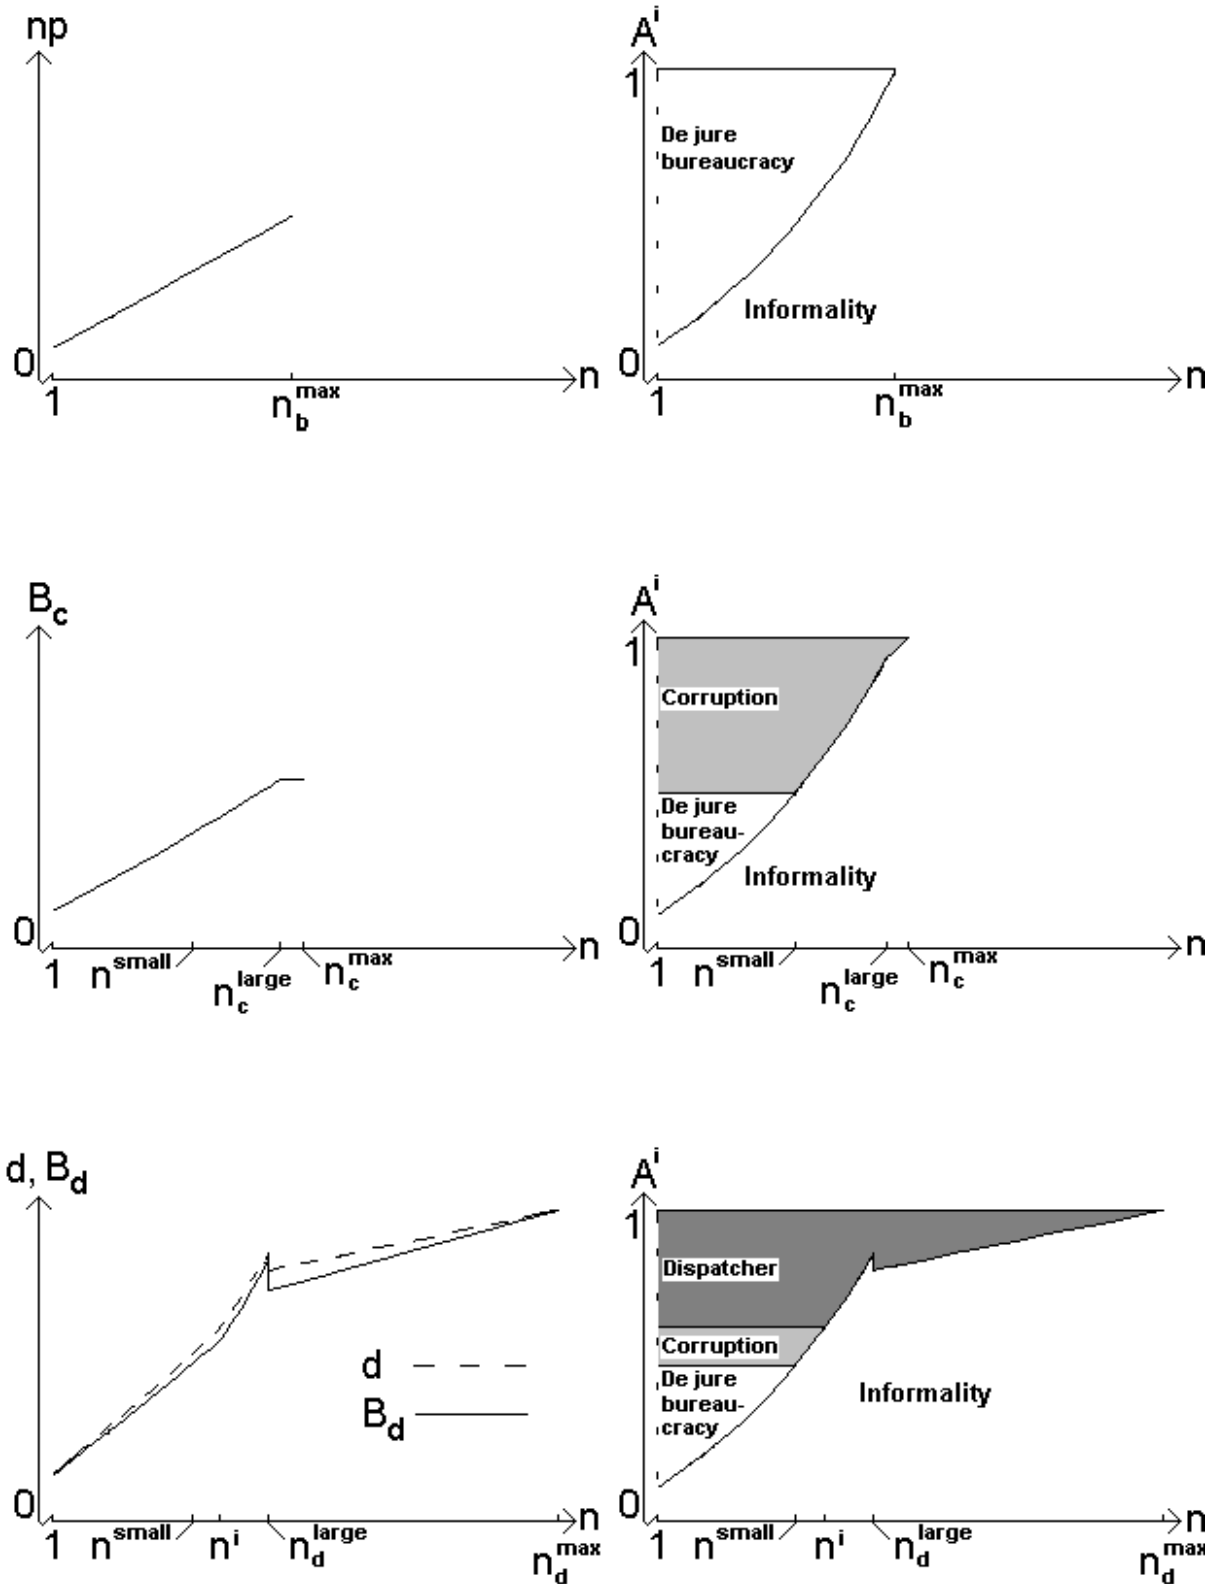 np
0
1
n_b^max
n
A^i
1
De jure
bureaucracy
Informality
0
1
n_b^max
n
B_c
0
1
n^small
n_c^large
n_c^max
n
A^i
1
Corruption
De jure
bureau-
cracy
Informality
0
1
n^small
n_c^large
n_c^max
n
d, B_d
d
B_d
0
1
n^small
n^i
n_d^large
n_d^max
n
A^i
1
Dispatcher
Corruption
De jure
bureau-
cracy
Informality
0
1
n^small
n^i
n_d^large
n_d^max
n